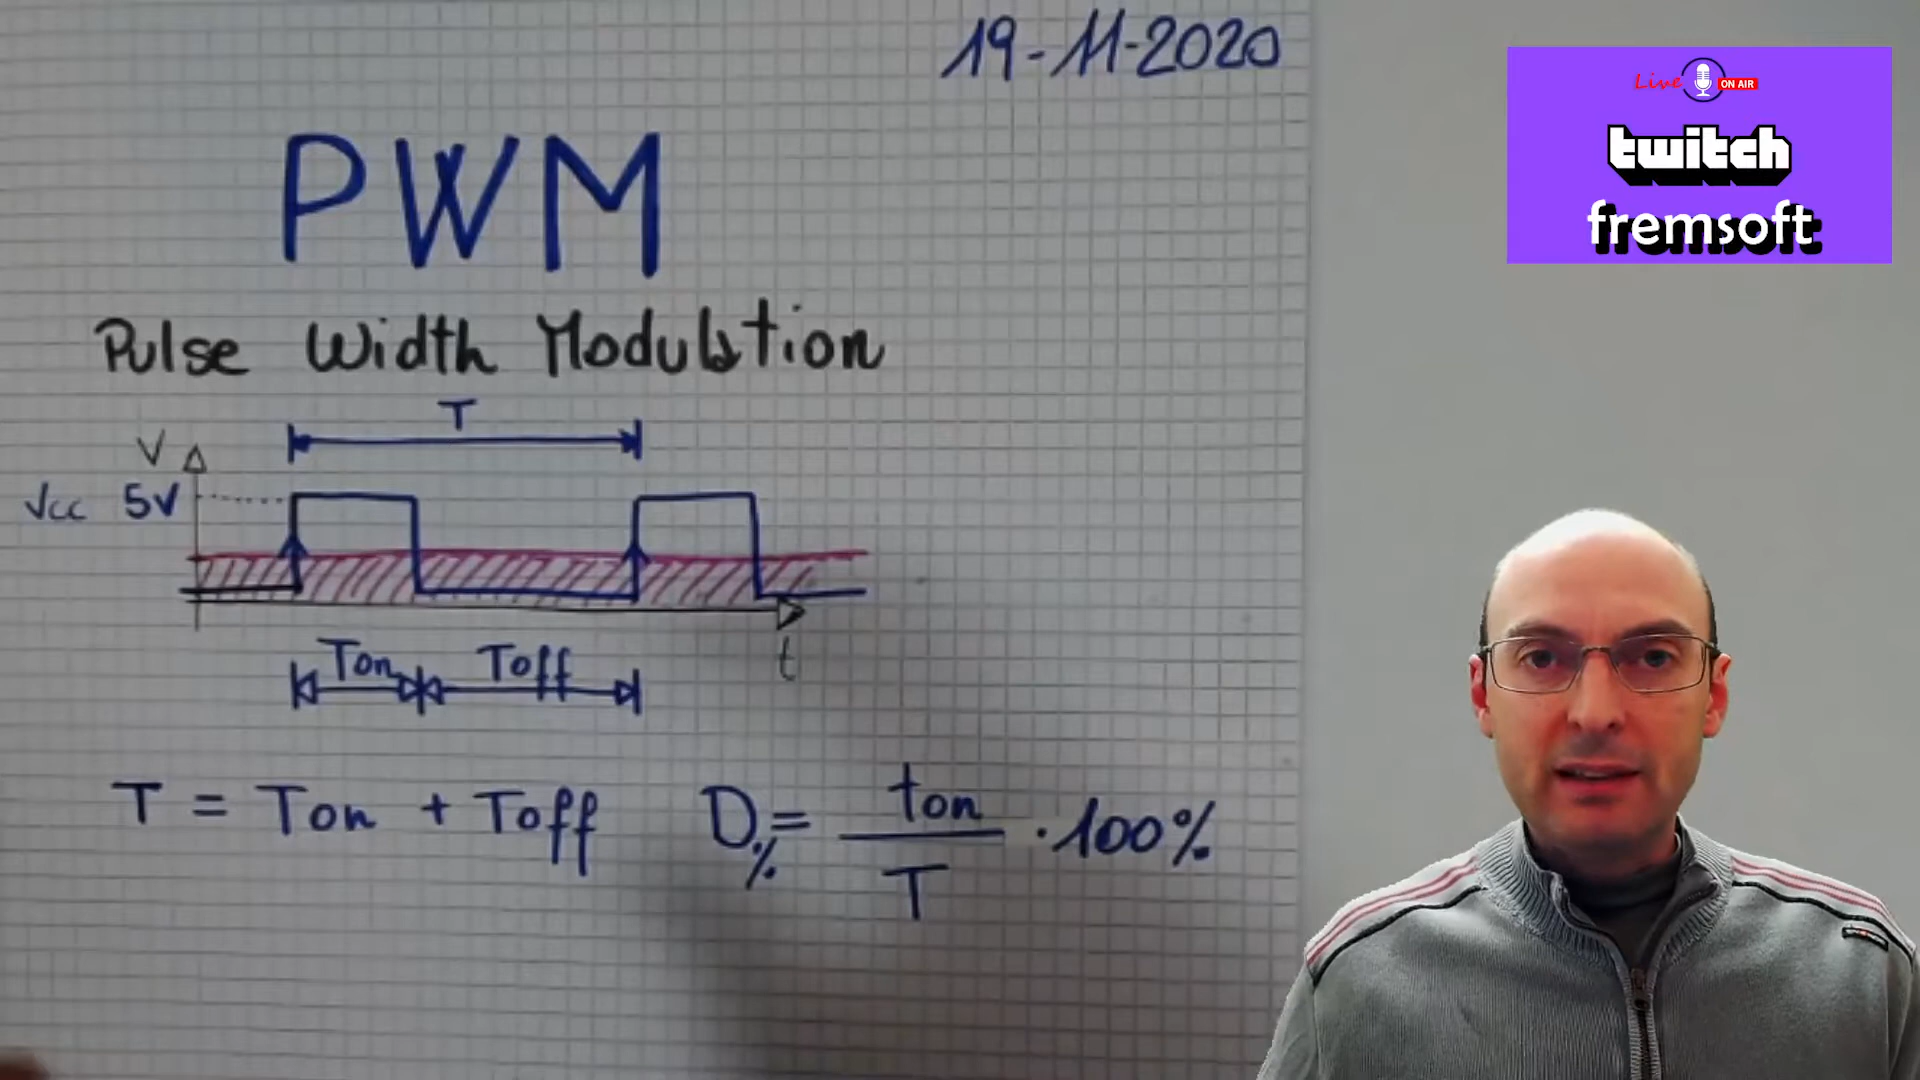 19-11-2020
Live ON AIR
twitch
fremsoft
PWM
Pulse Width Modulation
T
V
Vcc 5V
Ton Toff
t
T = Ton + Toff
D% = ton / T · 100%